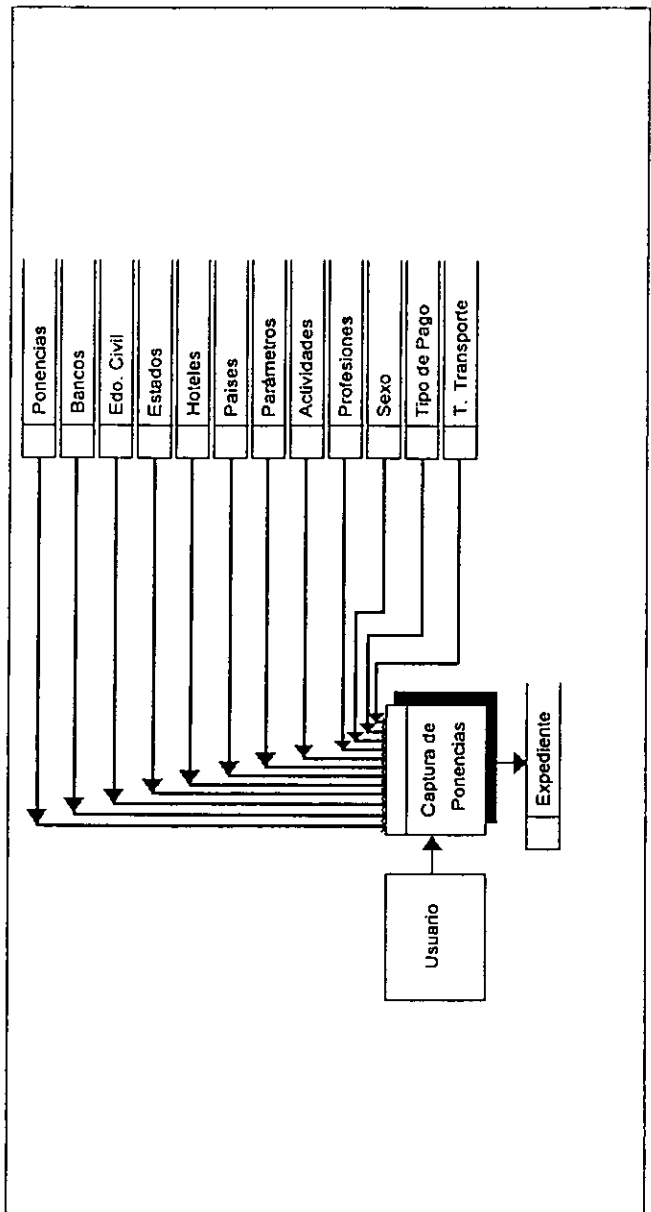 Ponencias
Bancos
Edo. Civil
Estados
Hoteles
Paises
Parámetros
Actividades
Profesiones
Sexo
Tipo de Pago
T. Transporte
Captura de
Ponencias
Usuario
Expediente